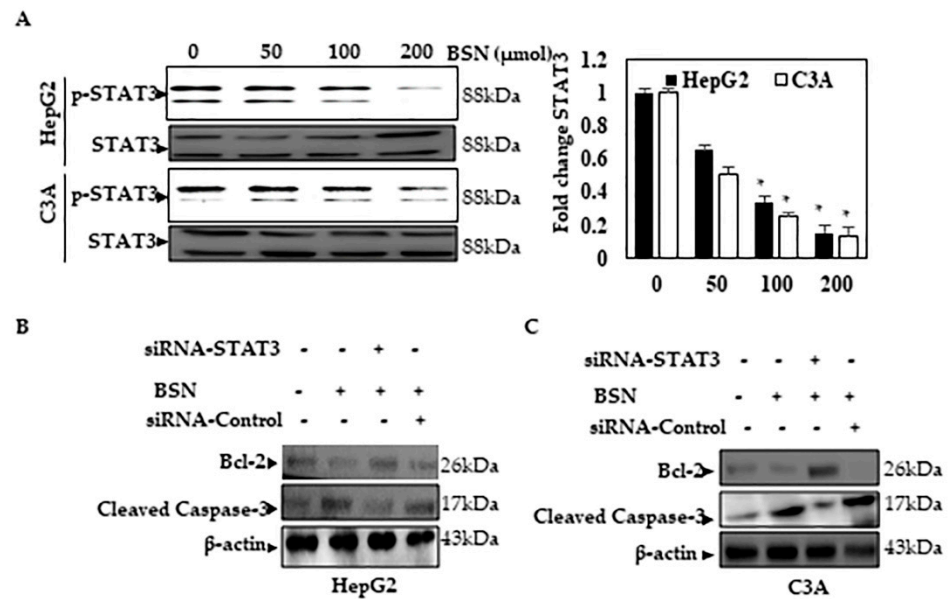 A
0 50 100 200 BSN (μmol)
HepG2
p-STAT3 88kDa
STAT3 88kDa
C3A
p-STAT3 88kDa
STAT3 88kDa
Fold change STAT3
1.2
1
0.8
0.6
0.4
0.2
0
HepG2 C3A
* * * *
0 50 100 200
B
siRNA-STAT3 - - + -
BSN - + + +
siRNA-Control - - - +
Bcl-2 26kDa
Cleaved Caspase-3 17kDa
β-actin 43kDa
HepG2
C
siRNA-STAT3 - - + -
BSN - + + +
siRNA-Control - - - +
Bcl-2 26kDa
Cleaved Caspase-3 17kDa
β-actin 43kDa
C3A